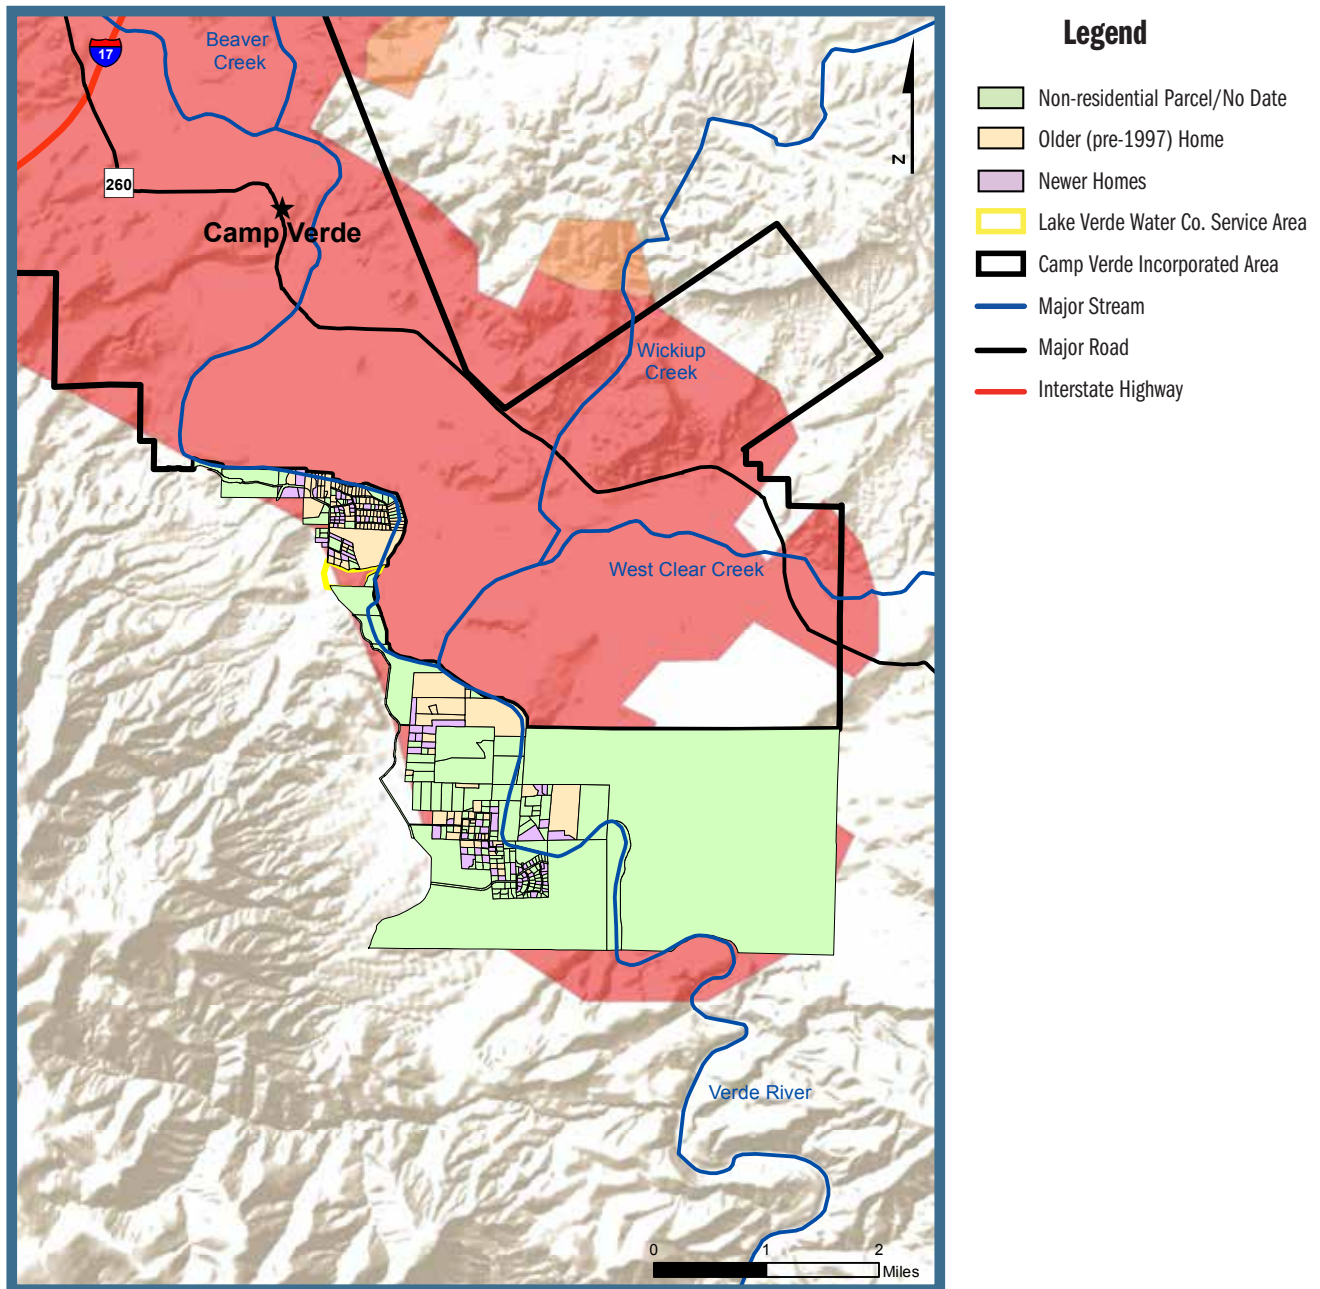 Beaver
Creek
17
260
Camp Verde
Wickiup
Creek
West Clear Creek
Verde River
N
0 1 2
Miles
Legend
Non-residential Parcel/No Date
Older (pre-1997) Home
Newer Homes
Lake Verde Water Co. Service Area
Camp Verde Incorporated Area
Major Stream
Major Road
Interstate Highway